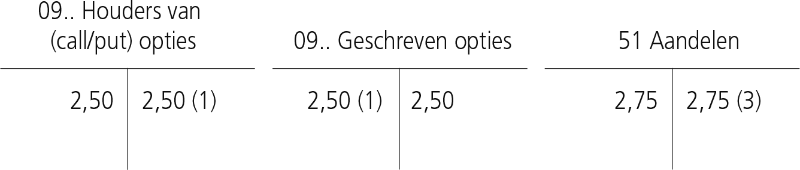 09.. Houders van
(call/put) opties
09.. Geschreven opties
51 Aandelen
2,50 2,50 (1)
2,50 (1) 2,50
2,75 2,75 (3)